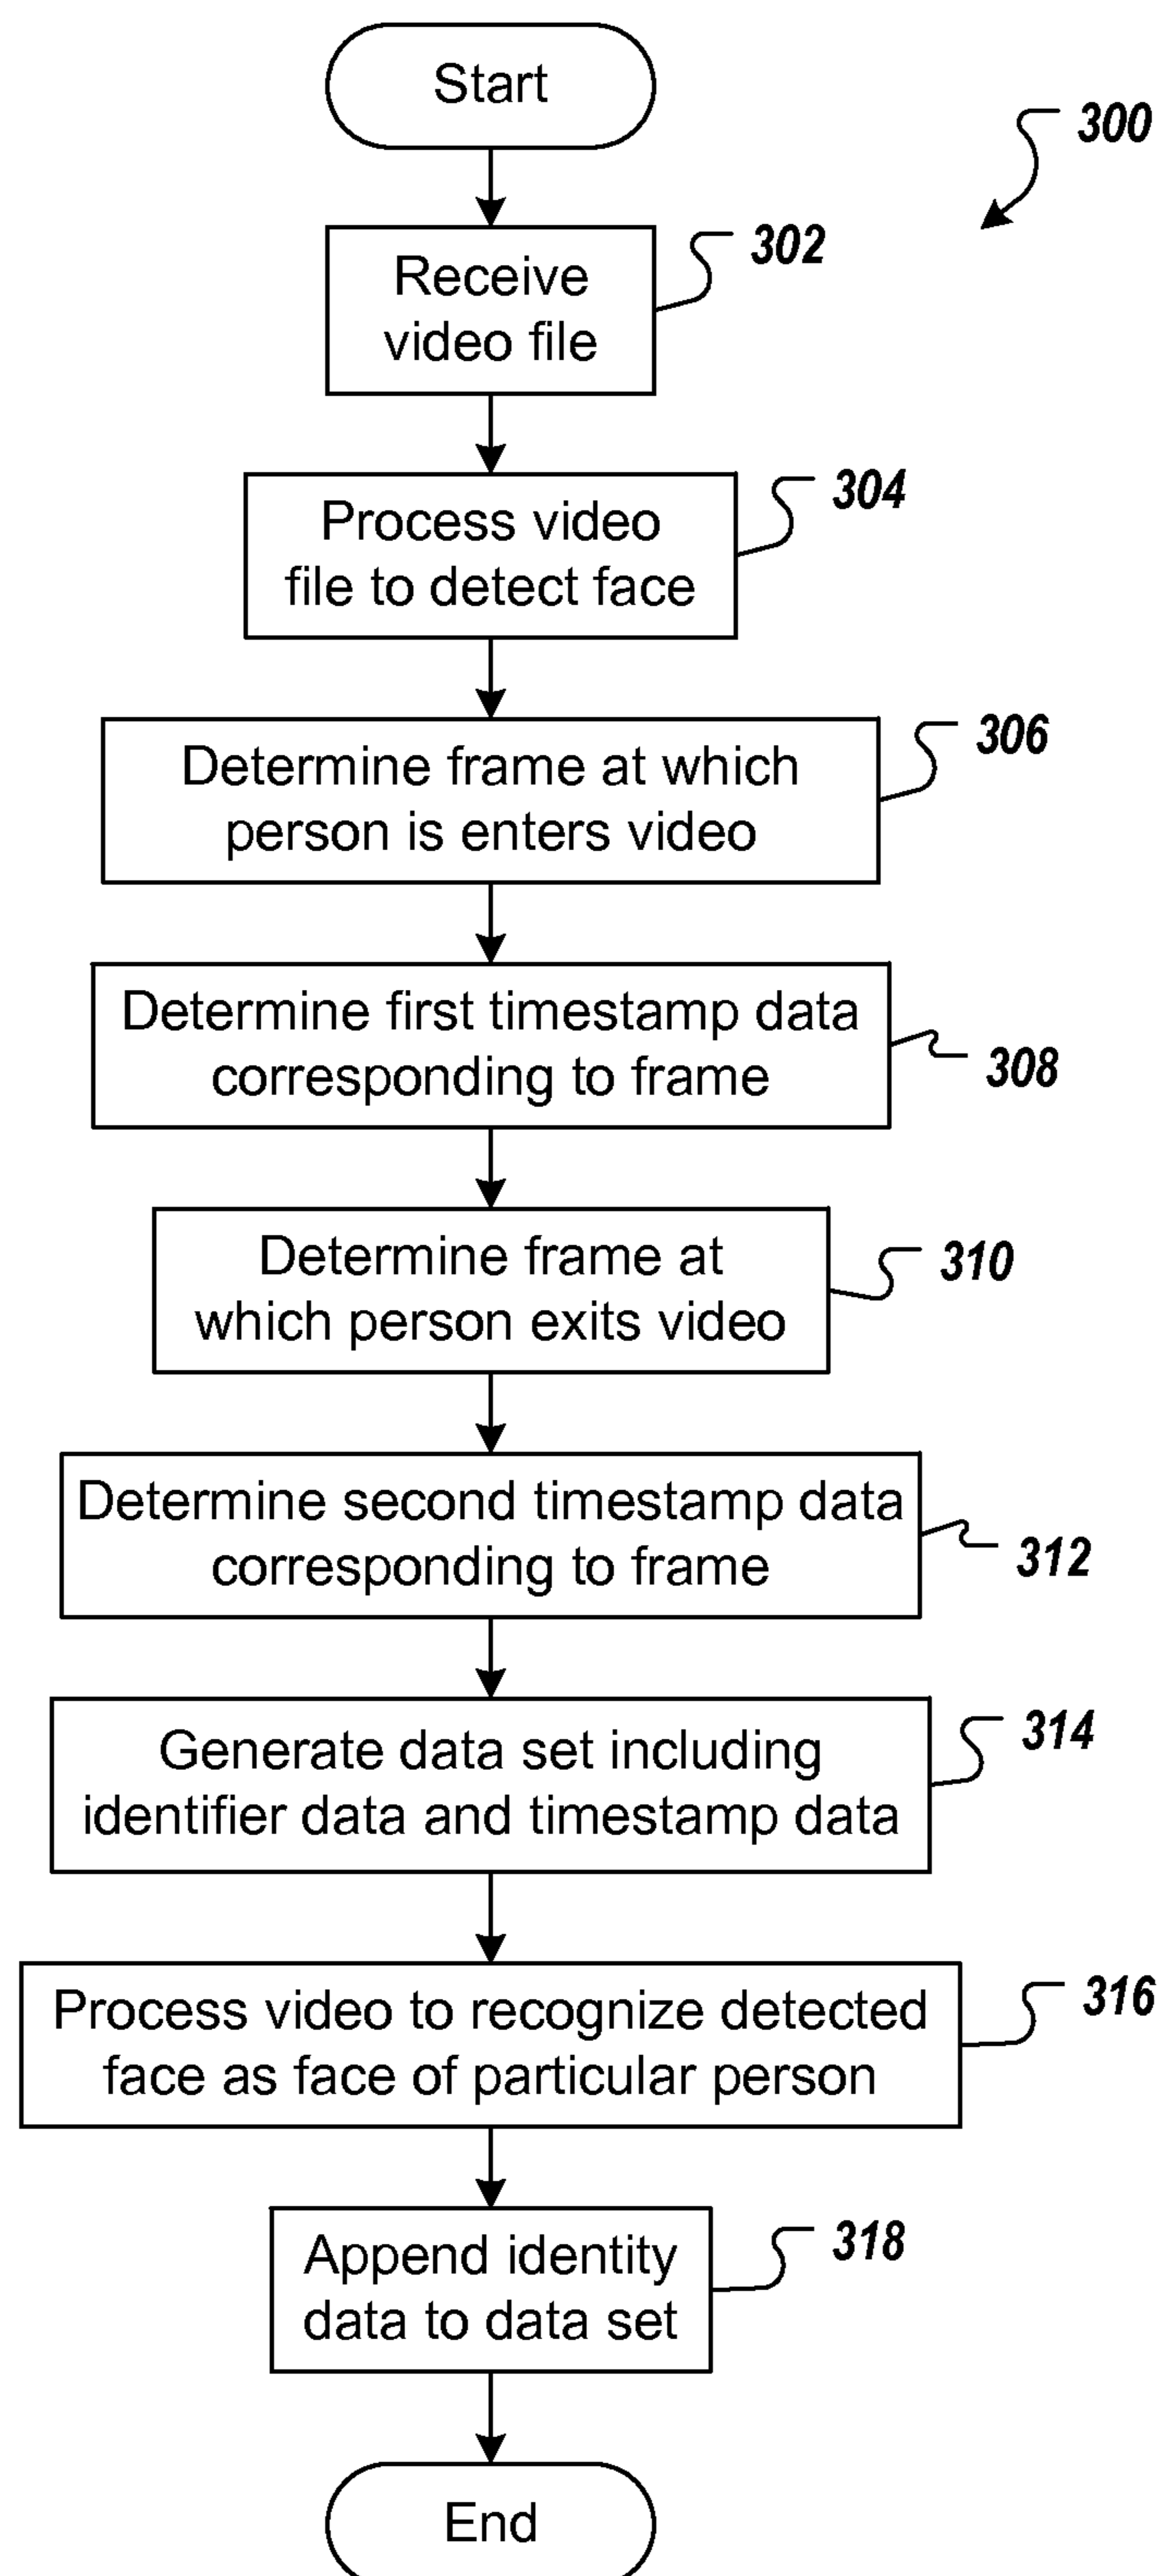 Start
300
302
Receive
video file
304
Process video
file to detect face
306
Determine frame at which
person is enters video
Determine first timestamp data
corresponding to frame
308
Determine frame at
which person exits video
310
Determine second timestamp data
corresponding to frame
312
Generate data set including
identifier data and timestamp data
314
Process video to recognize detected
face as face of particular person
316
Append identity
data to data set
318
End